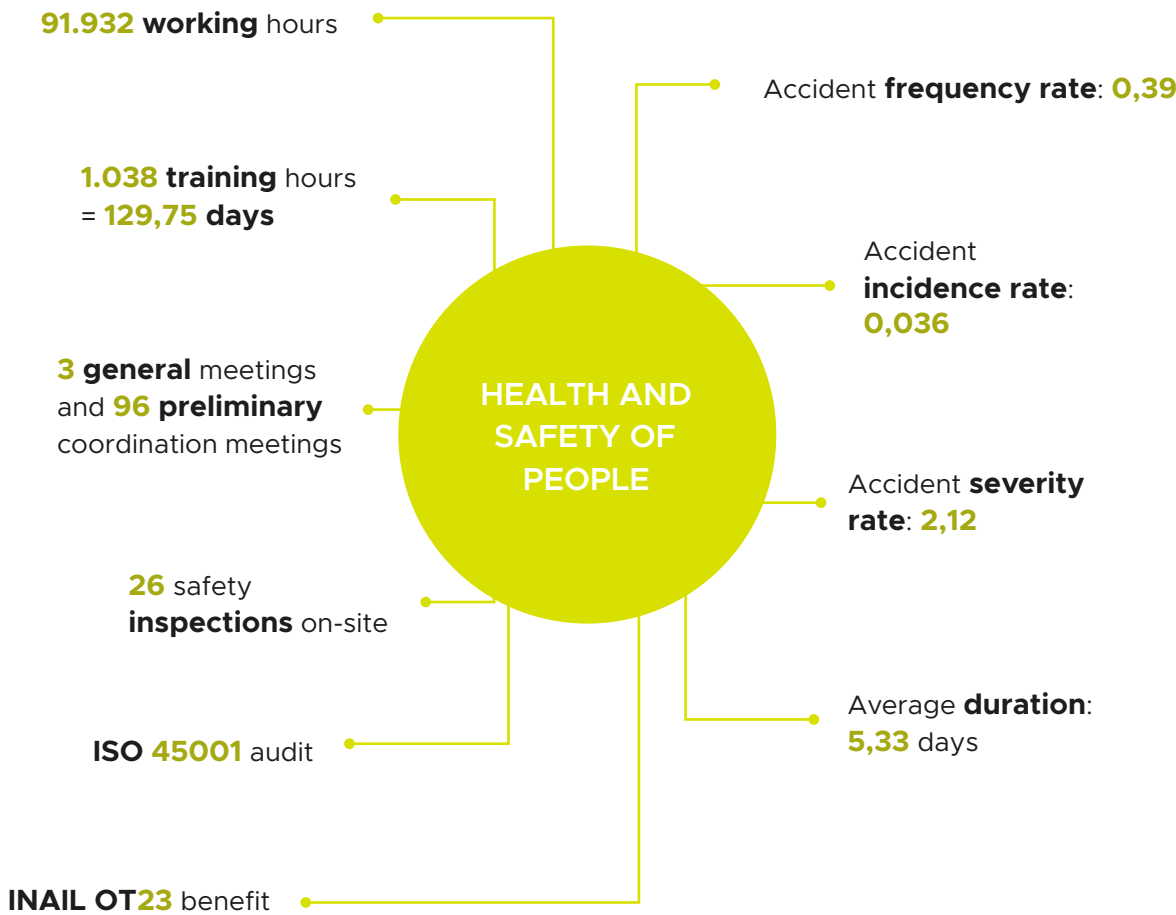 91.932 working hours
1.038 training hours
= 129,75 days
3 general meetings
and 96 preliminary
coordination meetings
26 safety
inspections on-site
ISO 45001 audit
INAIL OT23 benefit
HEALTH AND
SAFETY OF
PEOPLE
Accident frequency rate: 0,39
Accident
incidence rate:
0,036
Accident severity
rate: 2,12
Average duration:
5,33 days